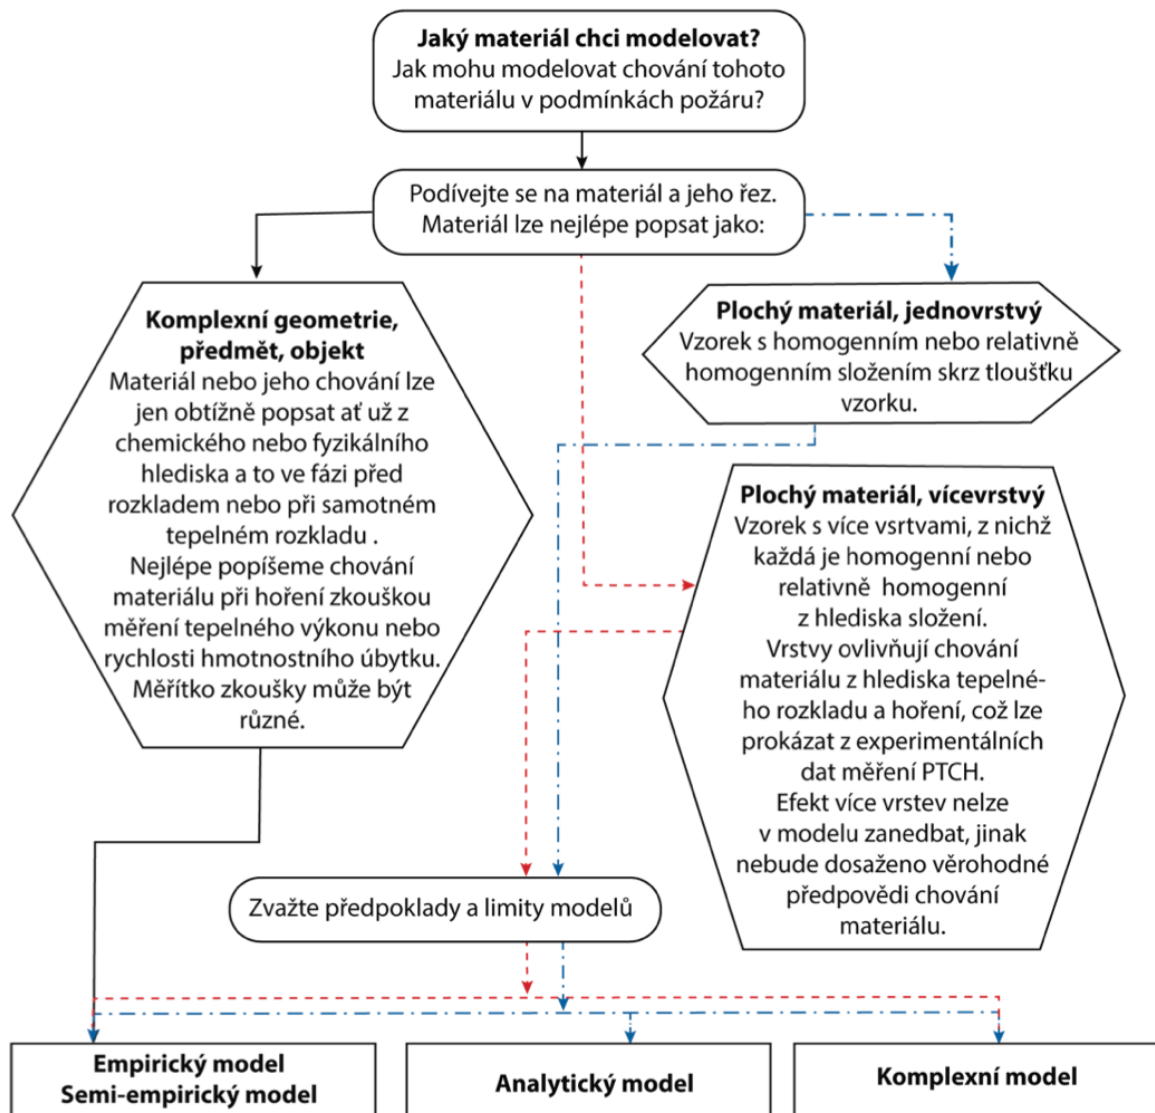 Jaký materiál chci modelovat?
Jak mohu modelovat chování tohoto
materiálu v podmínkách požáru?
Podívejte se na materiál a jeho řez.
Materiál lze nejlépe popsat jako:
Komplexní geometrie,
předmět, objekt
Materiál nebo jeho chování lze
jen obtížně popsat ať už z
chemického nebo fyzikálního
hlediska a to ve fázi před
rozkladem nebo při samotném
tepelném rozkladu .
Nejlépe popíšeme chování
materiálu při hoření zkouškou
měření tepelného výkonu nebo
rychlosti hmotnostního úbytku.
Měřítko zkoušky může být
různé.
Plochý materiál, jednovrstvý
Vzorek s homogenním nebo relativně
homogenním složením skrz tloušťku
vzorku.
Plochý materiál, vícevrstvý
Vzorek s více vsrtvami, z nichž
každá je homogenní nebo
relativně homogenní
z hlediska složení.
Vrstvy ovlivňují chování
materiálu z hlediska tepelné-
ho rozkladu a hoření, což lze
prokázat z experimentálních
dat měření PTCH.
Efekt více vrstev nelze
v modelu zanedbat, jinak
nebude dosaženo věrohodné
předpovědi chování
materiálu.
Zvažte předpoklady a limity modelů
Empirický model
Semi-empirický model
Analytický model
Komplexní model